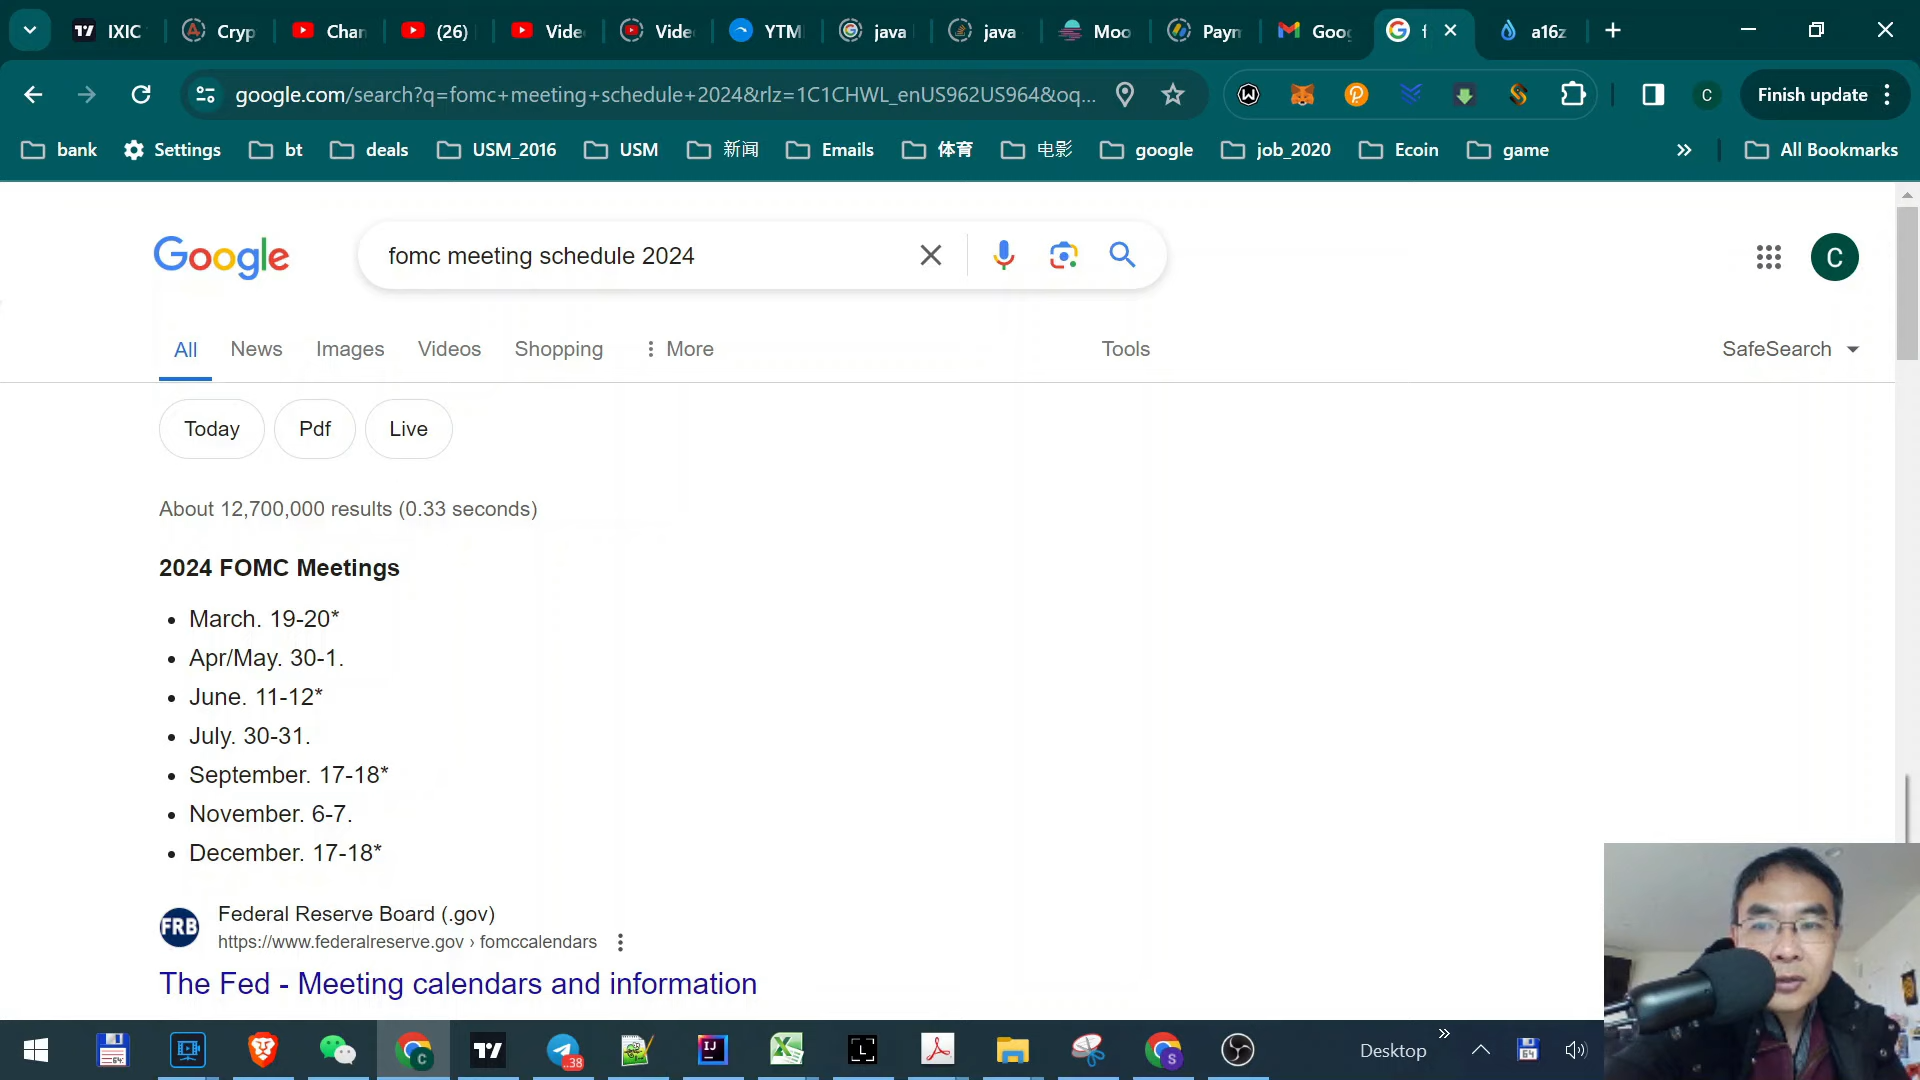 IXIC
Cryp
Chan
(26)
Vide
Vide
YTM
java
java
Moo
Paym
Goog
f
a16z
google.com/search?q=fomc+meeting+schedule+2024&rlz=1C1CHWL_enUS962US964&oq...
C
Finish update
bank
Settings
bt
deals
USM_2016
USM
新闻
Emails
体育
电影
google
job_2020
Ecoin
game
All Bookmarks
Google
fomc meeting schedule 2024
C
All
News
Images
Videos
Shopping
More
Tools
SafeSearch
Today
Pdf
Live
About 12,700,000 results (0.33 seconds)
2024 FOMC Meetings
March. 19-20*
Apr/May. 30-1.
June. 11-12*
July. 30-31.
September. 17-18*
November. 6-7.
December. 17-18*
FRB
Federal Reserve Board (.gov)
https://www.federalreserve.gov › fomccalendars
The Fed - Meeting calendars and information
64
C
38
IJ
L
S
Desktop
64